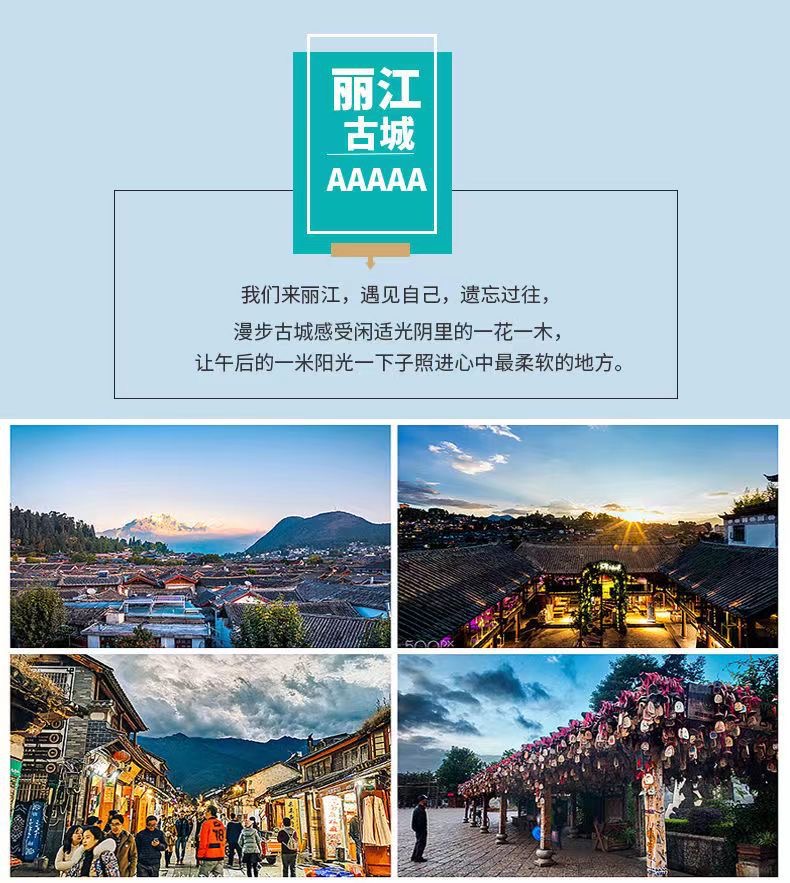 丽江
古城
AAAAA
我们来丽江，遇见自己，遗忘过往，
漫步古城感受闲适光阴里的一花一木，
让午后的一米阳光一下子照进心中最柔软的地方。
500PX